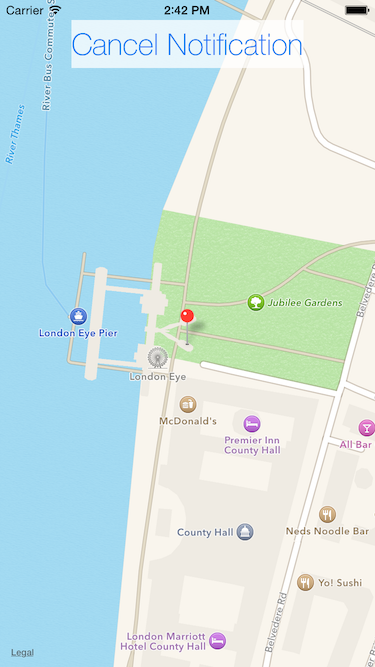 Carrier 2:42 PM
Cancel Notification
River Bus Commute
River Thames
Jubilee Gardens
Belvedere
London Eye Pier
London Eye
McDonald's
Premier Inn
County Hall
All Bar
County Hall
Neds Noodle Bar
Yo! Sushi
Belvedere Rd
London Marriott
Hotel County Hall
Legal